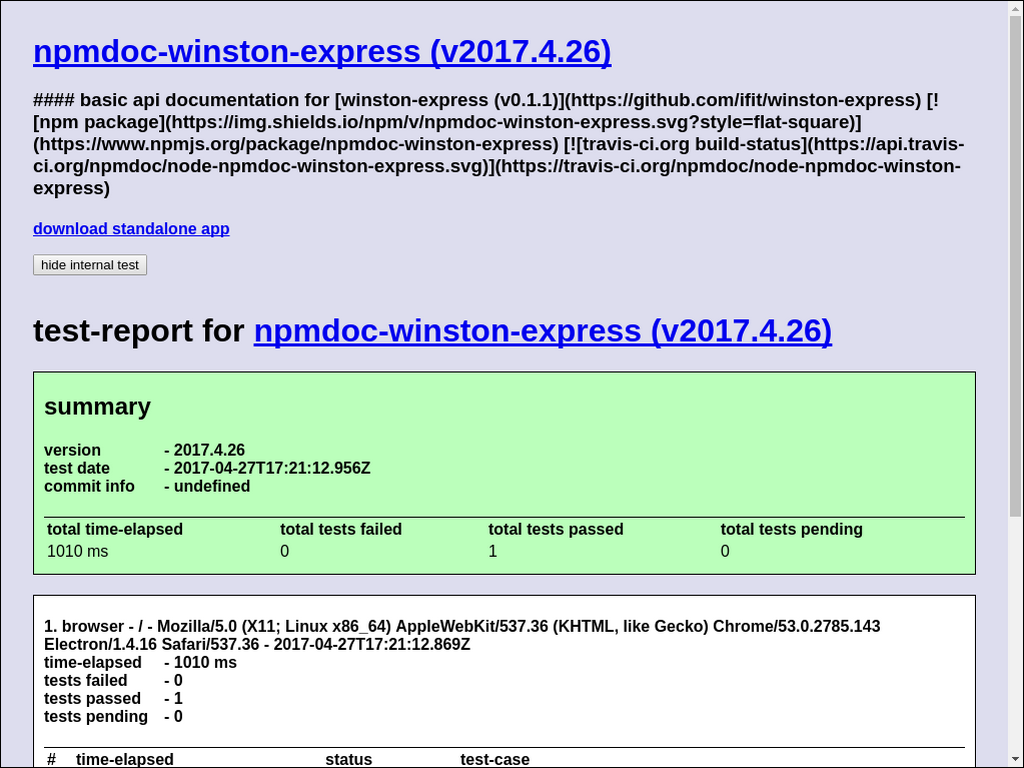 npmdoc-winston-express (v2017.4.26)
#### basic api documentation for [winston-express (v0.1.1)](https://github.com/ifit/winston-express) [!
[npm package](https://img.shields.io/npm/v/npmdoc-winston-express.svg?style=flat-square)]
(https://www.npmjs.org/package/npmdoc-winston-express) [![travis-ci.org build-status](https://api.travis-
ci.org/npmdoc/node-npmdoc-winston-express.svg)](https://travis-ci.org/npmdoc/node-npmdoc-winston-
express)
download standalone app
hide internal test
test-report for npmdoc-winston-express (v2017.4.26)
summary
version - 2017.4.26
test date - 2017-04-27T17:21:12.956Z
commit info - undefined
total time-elapsed total tests failed total tests passed total tests pending
1010 ms 0 1 0
1. browser - / - Mozilla/5.0 (X11; Linux x86_64) AppleWebKit/537.36 (KHTML, like Gecko) Chrome/53.0.2785.143
Electron/1.4.16 Safari/537.36 - 2017-04-27T17:21:12.869Z
time-elapsed - 1010 ms
tests failed - 0
tests passed - 1
tests pending - 0
# time-elapsed status test-case